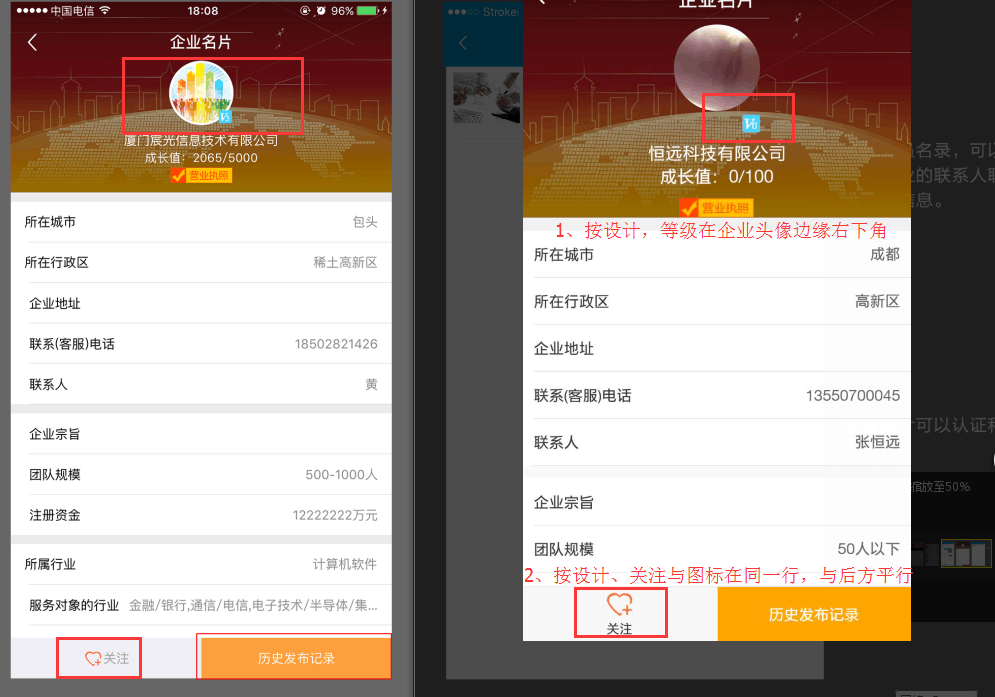 中国电信
18:08
96%
企业名片
V3
厦门宸光信息技术有限公司
成长值：2065/5000
营业执照
所在城市
包头
所在行政区
稀土高新区
企业地址
联系(客服)电话
18502821426
联系人
黄
企业宗旨
团队规模
500-1000人
注册资金
12222222万元
所属行业
计算机软件
服务对象的行业
金融/银行,通信/电信,电子技术/半导体/集...
关注
历史发布记录
Stroke
企业名片
恒远科技有限公司
成长值：0/100
营业执照
1、按设计，等级在企业头像边缘右下角
所在城市
成都
所在行政区
高新区
企业地址
联系(客服)电话
13550700045
联系人
张恒远
企业宗旨
团队规模
50人以下
2、按设计、关注与图标在同一行，与后方平行
关注
历史发布记录
名录，可以
的联系人联
信息。
可以认证和
缩放至50%